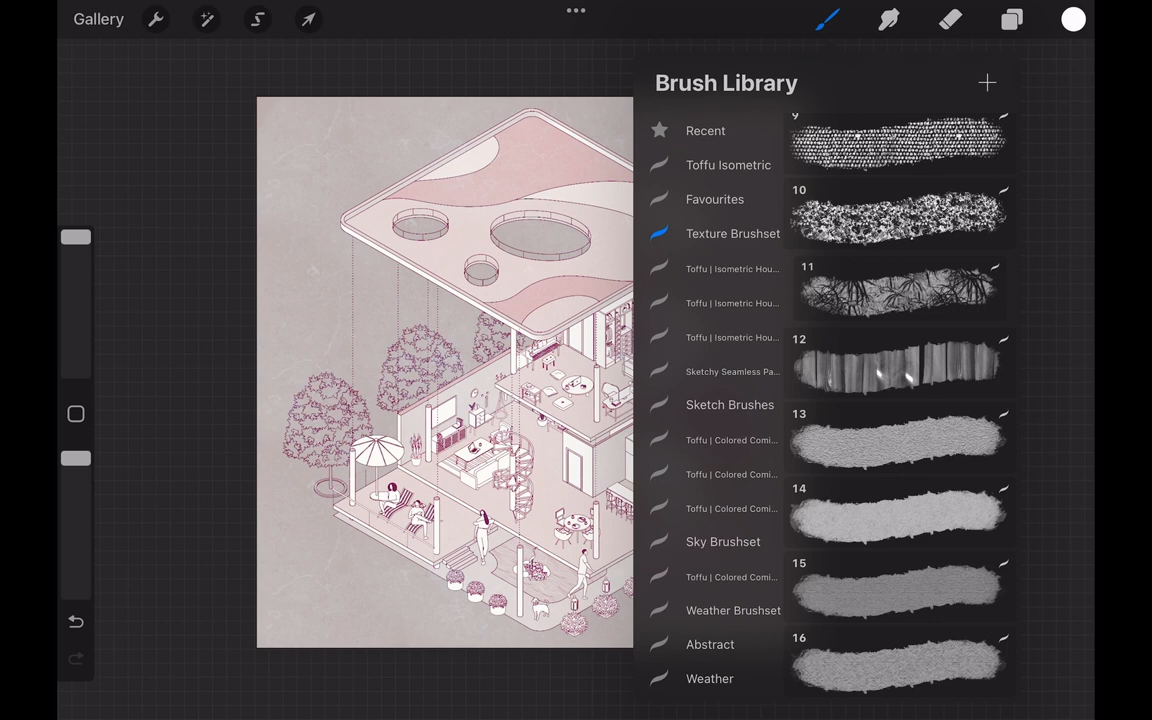 Gallery
Brush Library
Recent
Toffu Isometric
Favourites
Texture Brushset
Toffu | Isometric Hou...
Toffu | Isometric Hou...
Toffu | Isometric Hou...
Sketchy Seamless Pa...
Sketch Brushes
Toffu | Colored Comi...
Toffu | Colored Comi...
Toffu | Colored Comi...
Sky Brushset
Toffu | Colored Comi...
Weather Brushset
Abstract
Weather
9
10
11
12
13
14
15
16